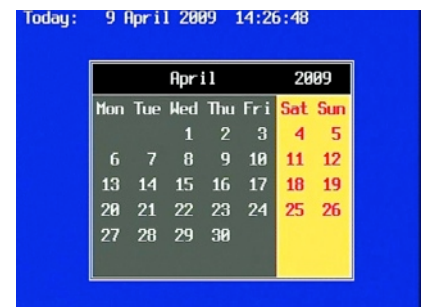 Today: 9 April 2009 14:26:48
April 2009
Mon Tue Wed Thu Fri Sat Sun
1 2 3 4 5
6 7 8 9 10 11 12
13 14 15 16 17 18 19
20 21 22 23 24 25 26
27 28 29 30